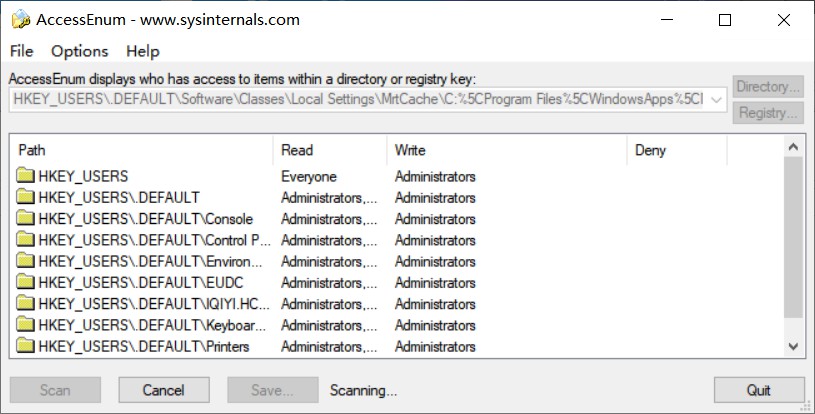 AccessEnum - www.sysinternals.com
File Options Help
AccessEnum displays who has access to items within a directory or registry key:
HKEY_USERS\.DEFAULT\Software\Classes\Local Settings\MrtCache\C:%5CProgram Files%5CWindowsApps%5C
Directory...
Registry...
Path Read Write Deny
HKEY_USERS Everyone Administrators
HKEY_USERS\.DEFAULT Administrators,... Administrators
HKEY_USERS\.DEFAULT\Console Administrators,... Administrators
HKEY_USERS\.DEFAULT\Control P... Administrators,... Administrators
HKEY_USERS\.DEFAULT\Environ... Administrators,... Administrators
HKEY_USERS\.DEFAULT\EUDC Administrators,... Administrators
HKEY_USERS\.DEFAULT\IQIYI.HC... Administrators,... Administrators
HKEY_USERS\.DEFAULT\Keyboar... Administrators,... Administrators
HKEY_USERS\.DEFAULT\Printers Administrators,... Administrators
Scan Cancel Save... Scanning... Quit